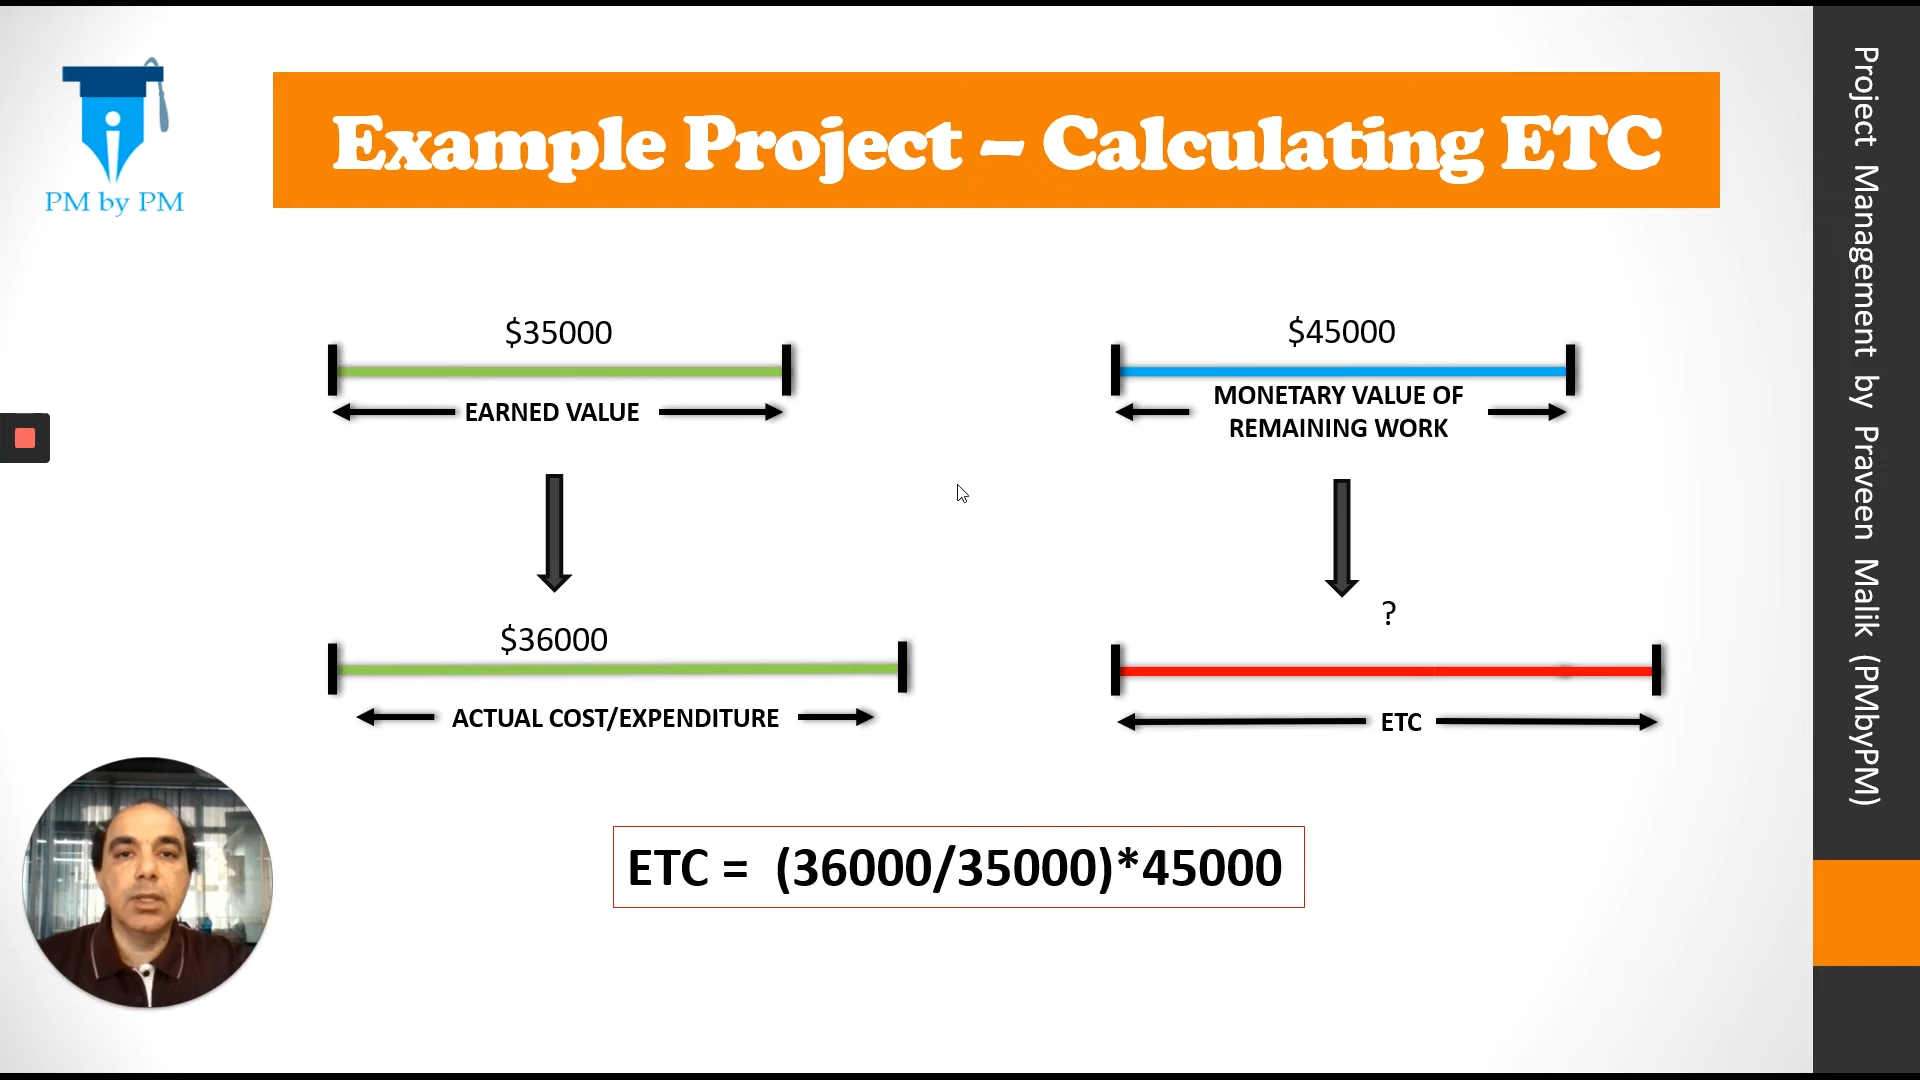 PM by PM
Example Project – Calculating ETC
$35000
EARNED VALUE
$45000
MONETARY VALUE OF
REMAINING WORK
$36000
ACTUAL COST/EXPENDITURE
?
ETC
ETC = (36000/35000)*45000
Project Management by Praveen Malik (PMbyPM)